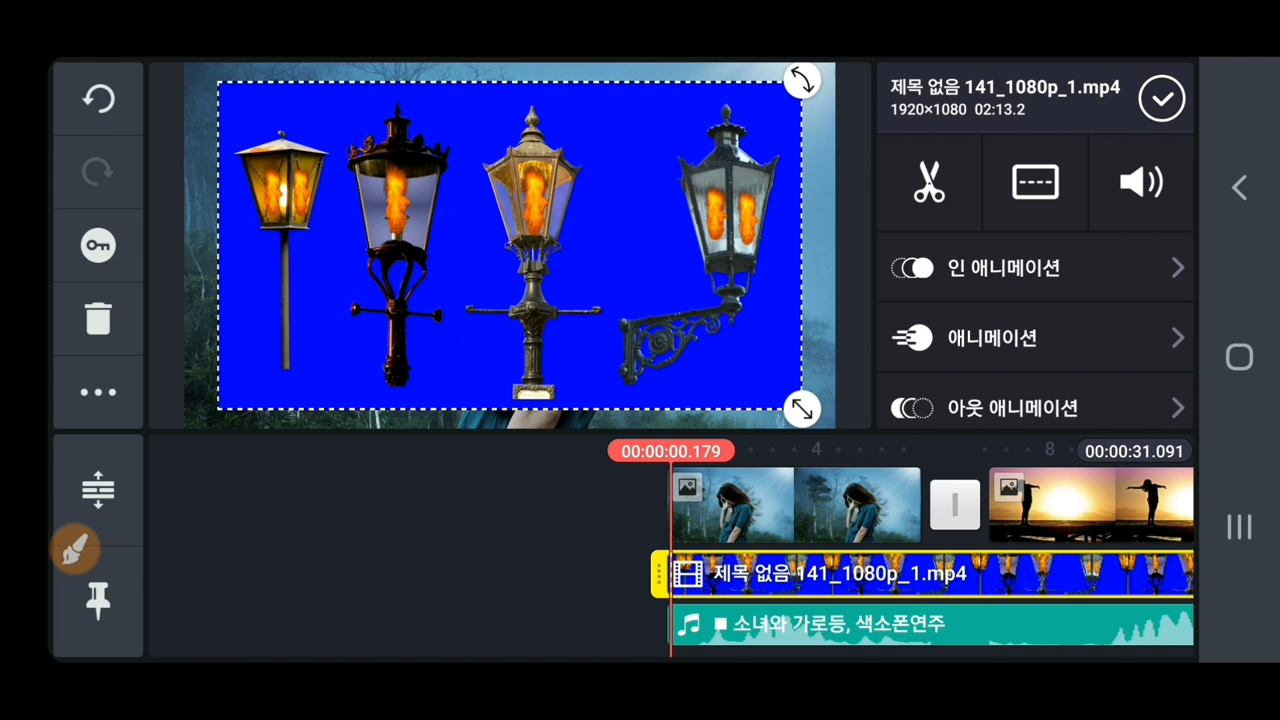 제목 없음 141_1080p_1.mp4
1920×1080 02:13.2
인 애니메이션
애니메이션
아웃 애니메이션
00:00:00.179
4
8
00:00:31.091
제목 없음 141_1080p_1.mp4
소녀와 가로등, 색소폰연주